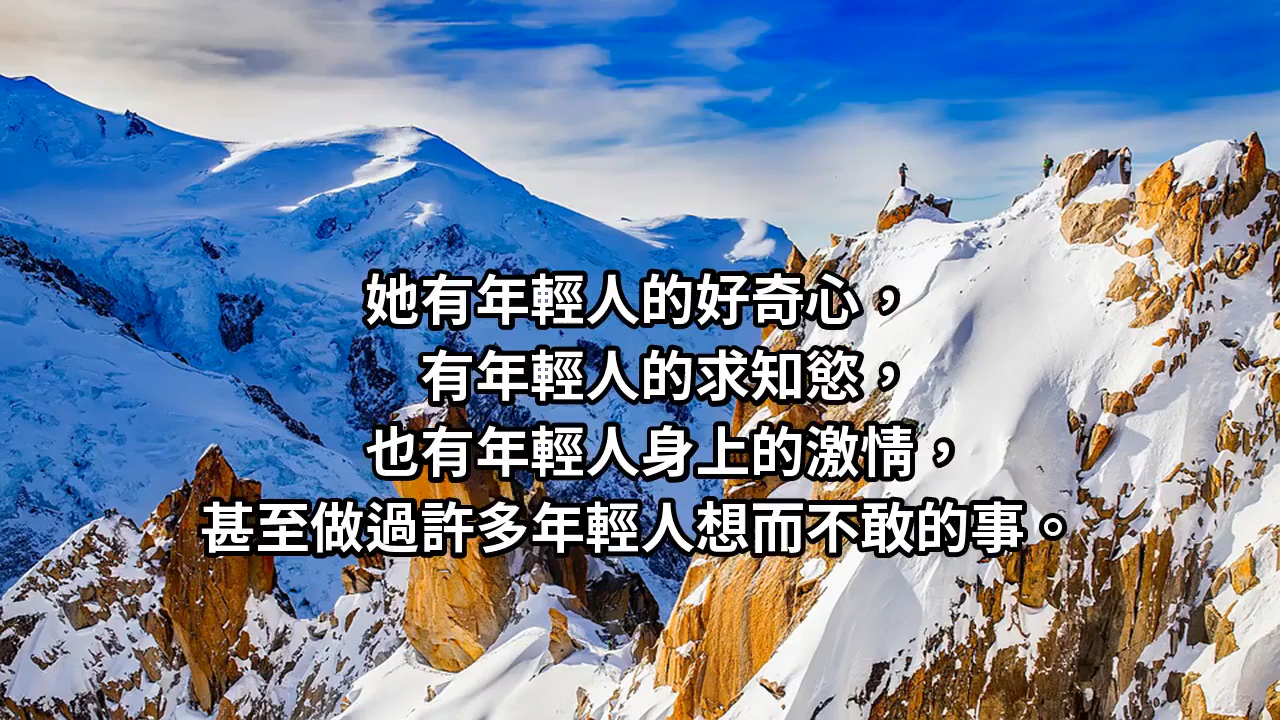 她有年輕人的好奇心，
有年輕人的求知慾，
也有年輕人身上的激情，
甚至做過許多年輕人想而不敢的事。